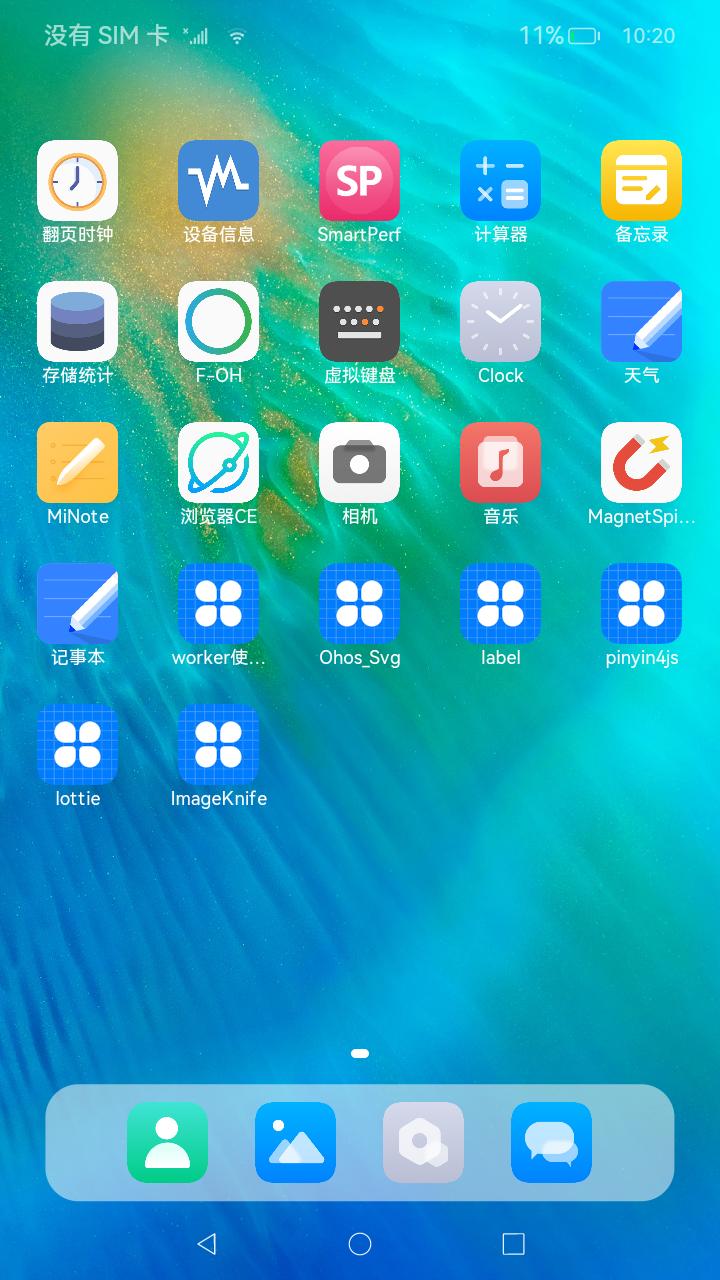 没有 SIM 卡
11%
10:20
SP
翻页时钟
设备信息
SmartPerf
计算器
备忘录
存储统计
F-OH
虚拟键盘
Clock
天气
MiNote
浏览器CE
相机
音乐
MagnetSpi...
记事本
worker使...
Ohos_Svg
label
pinyin4js
lottie
ImageKnife